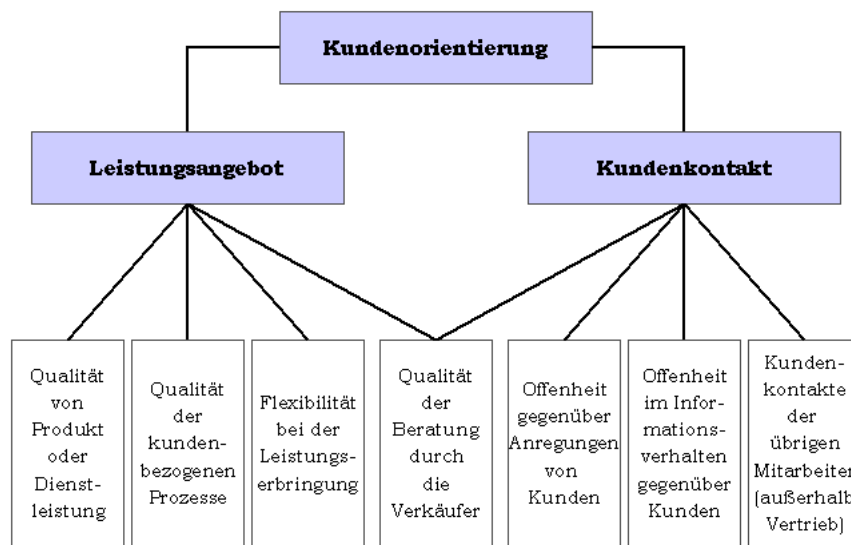 Kundenorientierung
Leistungsangebot
Kundenkontakt
Qualität
von
Produkt
oder
Dienst-
leistung
Qualität
der
kunden-
bezogenen
Prozesse
Flexibilität
bei der
Leistungs-
erbringung
Qualität
der
Beratung
durch
die
Verkäufer
Offenheit
gegenüber
Anregungen
von
Kunden
Offenheit
im Infor-
mations-
verhalten
gegenüber
Kunden
Kunden-
kontakte
der
übrigen
Mitarbeiter
(außerhalb
Vertrieb)